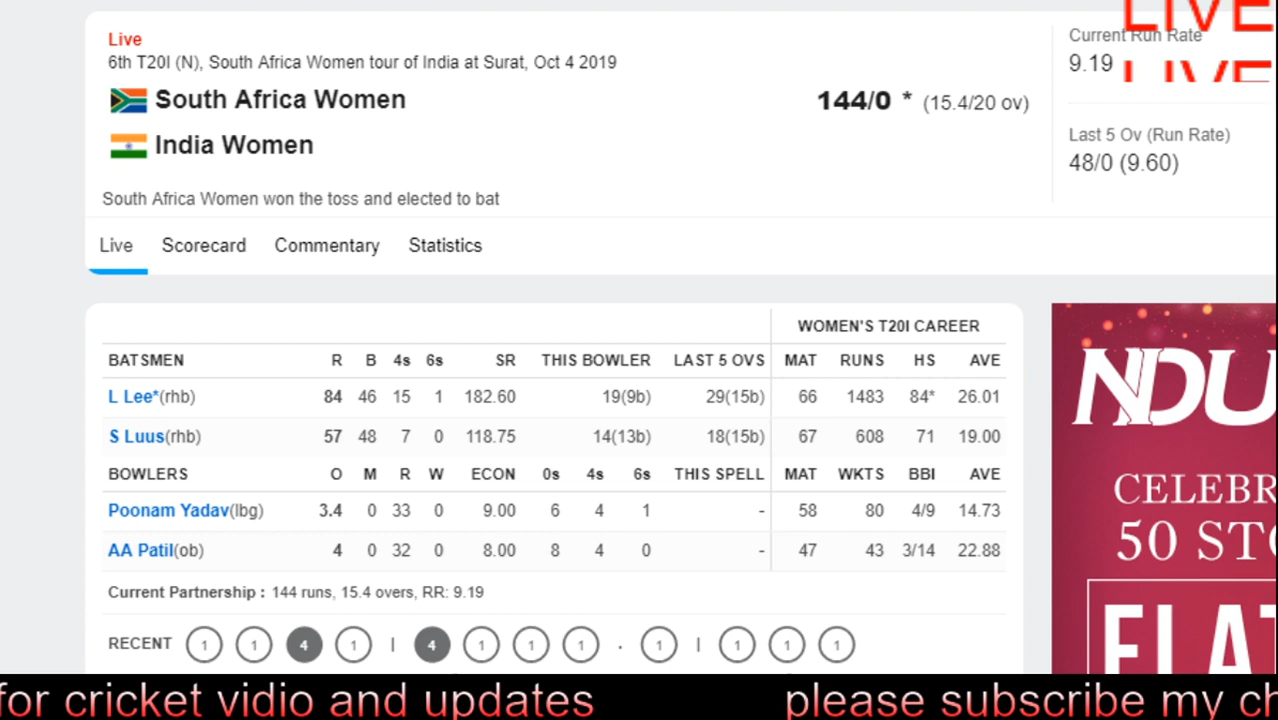 LIVE
Live
Current Run Rate
6th T20I (N), South Africa Women tour of India at Surat, Oct 4 2019
9.19
LIVE
South Africa Women 144/0 * (15.4/20 ov)
Last 5 Ov (Run Rate)
India Women
48/0 (9.60)
South Africa Women won the toss and elected to bat
Live Scorecard Commentary Statistics
WOMEN'S T20I CAREER
BATSMEN R B 4s 6s SR THIS BOWLER LAST 5 OVS MAT RUNS HS AVE
L Lee*(rhb) 84 46 15 1 182.60 19(9b) 29(15b) 66 1483 84* 26.01
S Luus(rhb) 57 48 7 0 118.75 14(13b) 18(15b) 67 608 71 19.00
BOWLERS O M R W ECON 0s 4s 6s THIS SPELL MAT WKTS BBI AVE
Poonam Yadav(lbg) 3.4 0 33 0 9.00 6 4 1 - 58 80 4/9 14.73
AA Patil(ob) 4 0 32 0 8.00 8 4 0 - 47 43 3/14 22.88
Current Partnership : 144 runs, 15.4 overs, RR: 9.19
RECENT 1 1 4 1 | 4 1 1 1 . 1 | 1 1 1
NDU
CELEBR
50 STO
FLA
for cricket vidio and updates please subscribe my ch